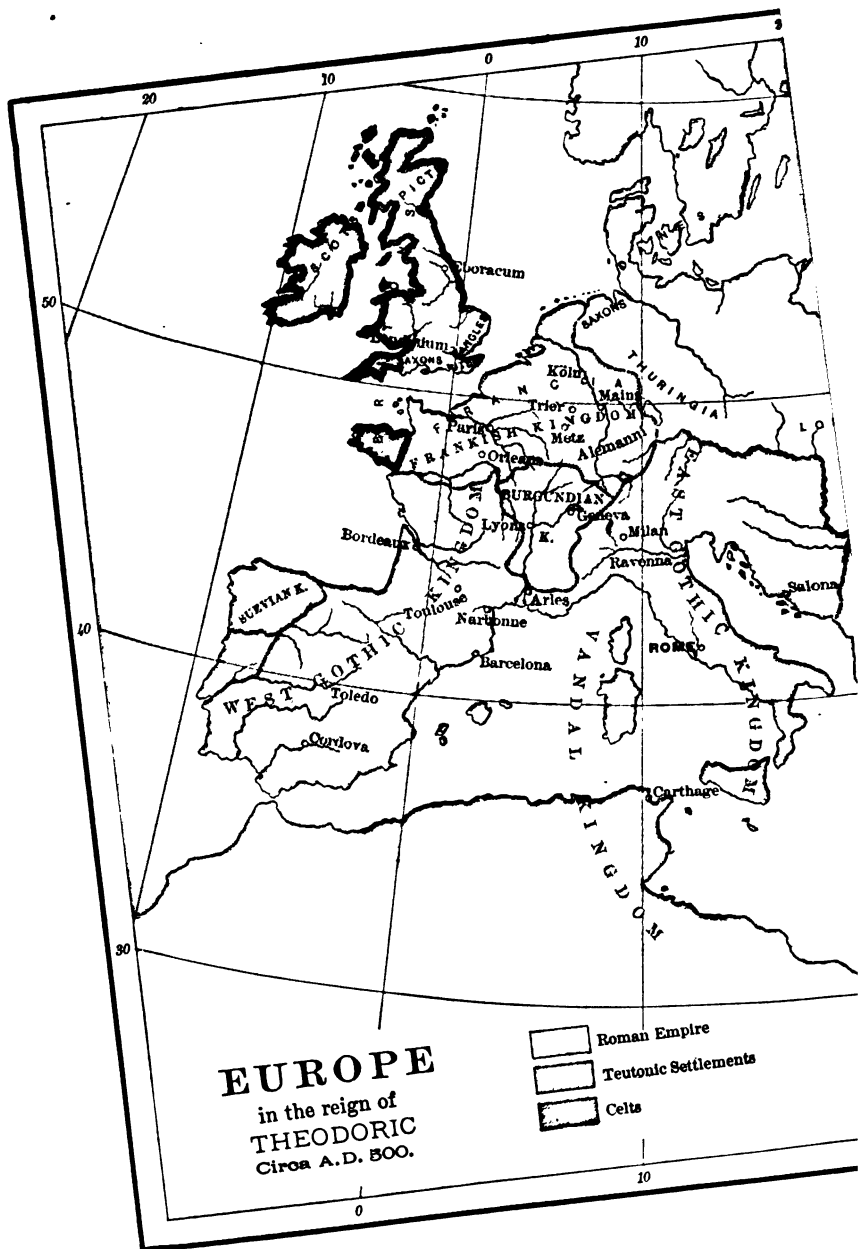 20
10
0
10
50
40
30
PICTS
SCOTS
Eboracum
Londinium
ANGLES
SAXONS
DANES
SAXONS
THURINGIA
Köln
Mainz
Trier
Paris
Metz
FRANKISH KINGDOM
Alemanni
Orleans
BURGUNDIAN
K.
Geneva
Lyons
Milan
Ravenna
Bordeaux
Toulouse
Arles
Narbonne
Salona
SUEVIAN K.
WEST GOTHIC KINGDOM
EAST GOTHIC KINGDOM
ROME
Barcelona
Toledo
Cordova
VANDAL KINGDOM
Carthage
EUROPE
in the reign of
THEODORIC
Circa A.D. 500.
Roman Empire
Teutonic Settlements
Celts
0
10